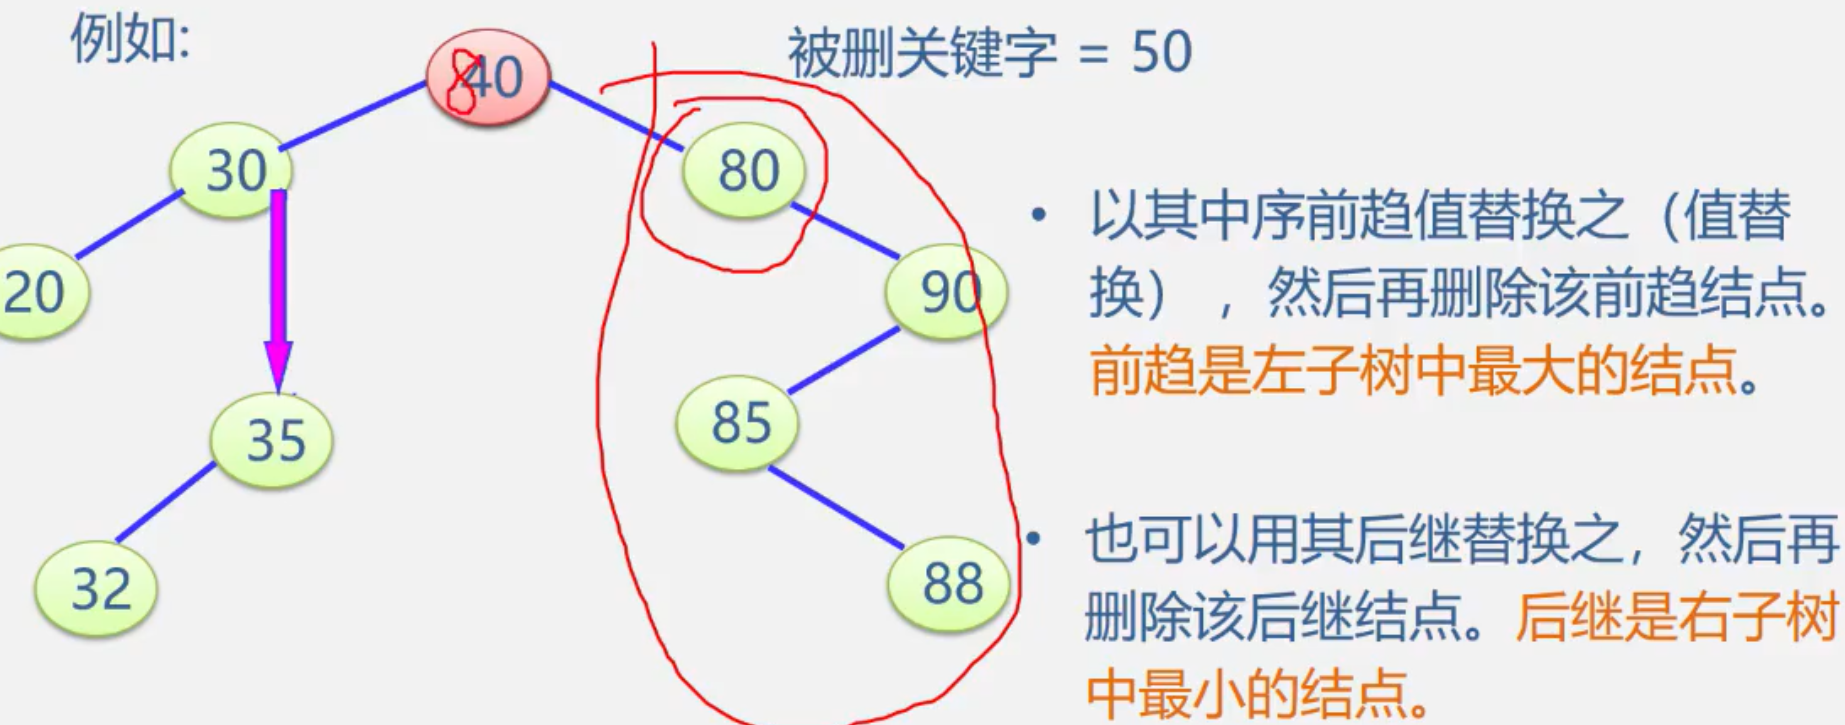 例如:
被删关键字 = 50
40
8
30
80
20
90
35
85
32
88
• 以其中序前趋值替换之（值替
换） ，然后再删除该前趋结点。
前趋是左子树中最大的结点。
• 也可以用其后继替换之，然后再
删除该后继结点。后继是右子树
中最小的结点。